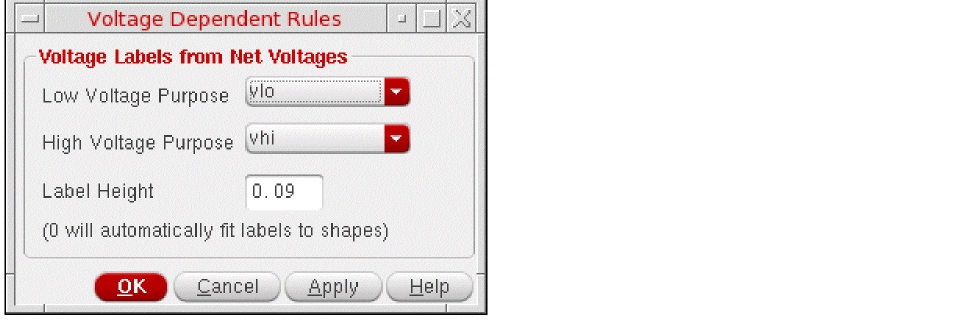 Voltage Dependent Rules
Voltage Labels from Net Voltages
Low Voltage Purpose vlo
High Voltage Purpose vhi
Label Height 0.09
(0 will automatically fit labels to shapes)
OK Cancel Apply Help